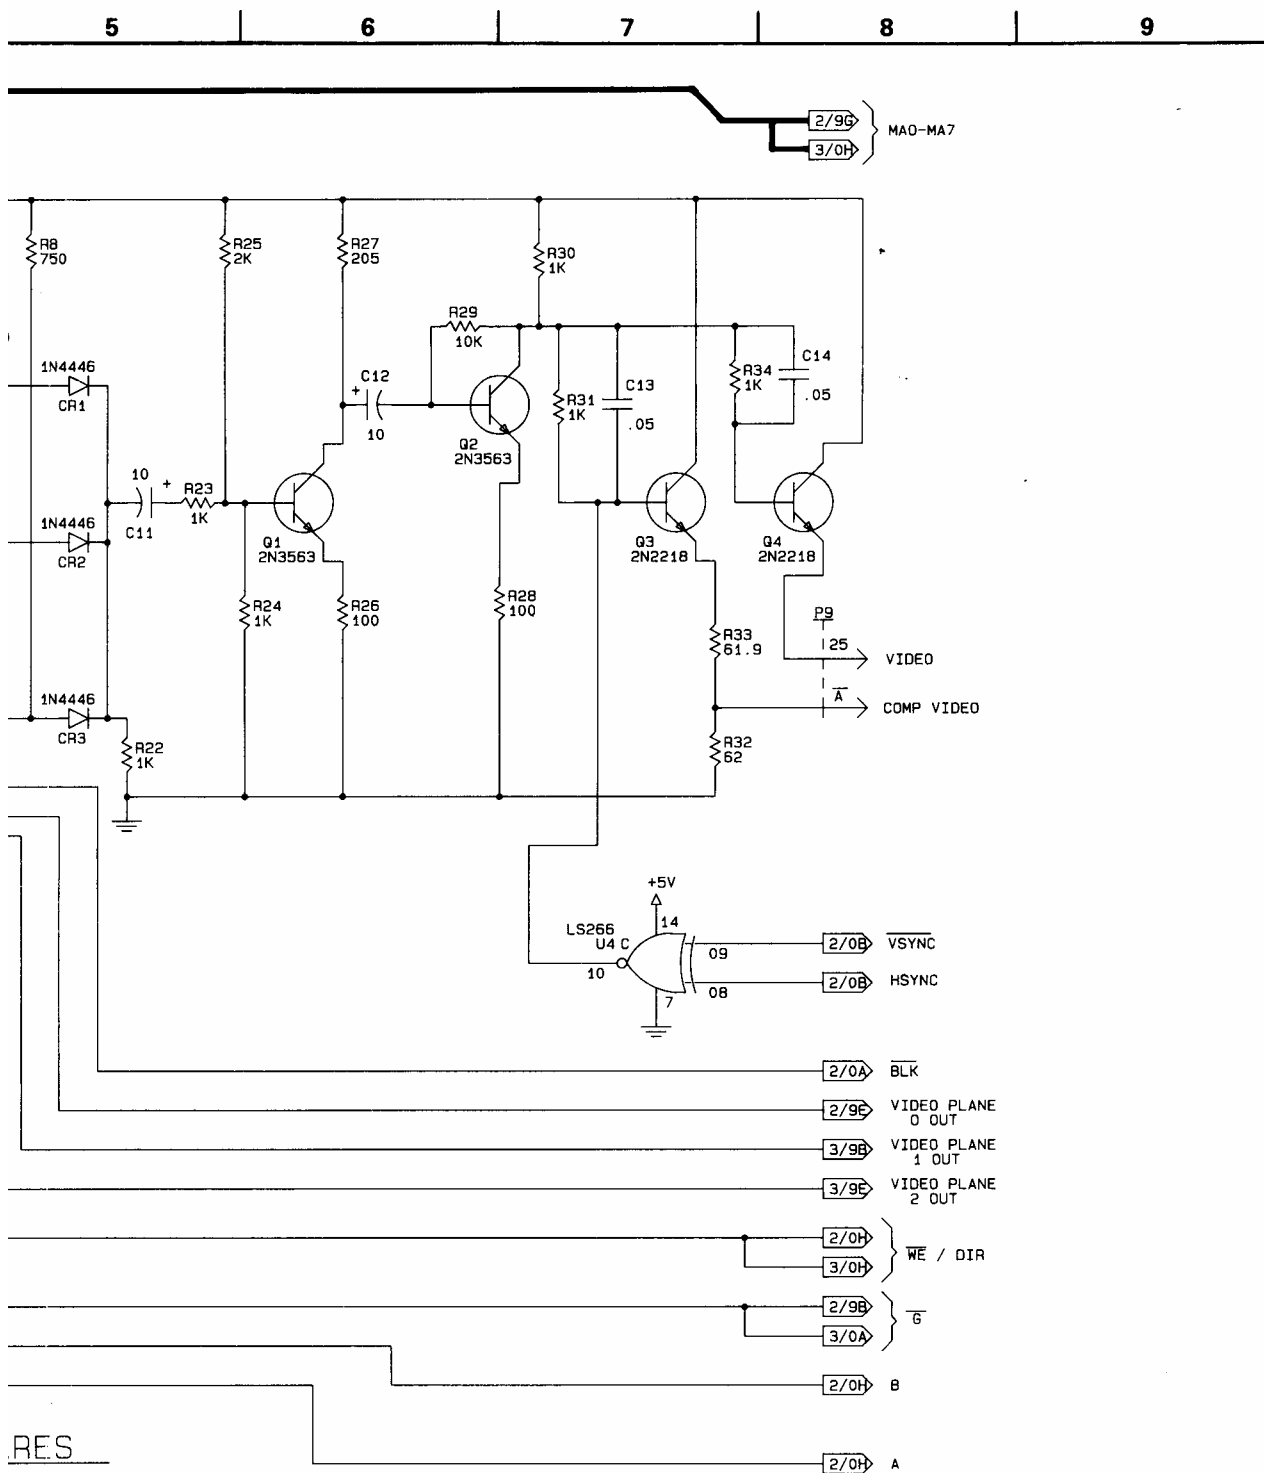 5 6 7 8 9
2/9G
MA0-MA7
3/0H
R8
750
R25
2K
R27
205
R30
1K
R29
10K
1N4446
CR1
C12
+
10
Q2
2N3563
R31
1K
C13
.05
R34
1K
C14
.05
10
+
C11
R23
1K
1N4446
CR2
Q1
2N3563
Q3
2N2218
Q4
2N2218
R24
1K
R26
100
R28
100
R33
61.9
P9
25
VIDEO
A
COMP VIDEO
1N4446
CR3
R22
1K
R32
62
+5V
14
LS266
U4 C
10
09
08
7
2/0B VSYNC
2/0B HSYNC
2/0A BLK
2/9E VIDEO PLANE
0 OUT
3/9B VIDEO PLANE
1 OUT
3/9E VIDEO PLANE
2 OUT
2/0H
WE / DIR
3/0H
2/9B
G
3/0A
2/0H B
RES
2/0H A